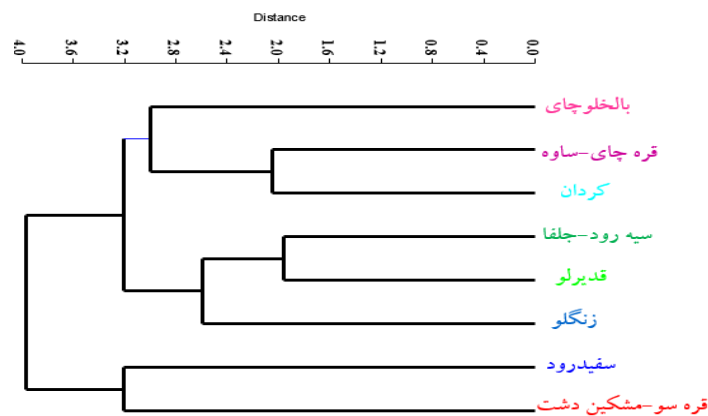 Distance
4.0 3.2 3.6 2.8 2.4 2.0 1.6 1.2 0.8 0.4 0.0
بالخلوچای
قره چای-ساوه
کردان
سیه رود-جلفا
قدیرلو
زنگلو
سفیدرود
قره سو-مشکین دشت